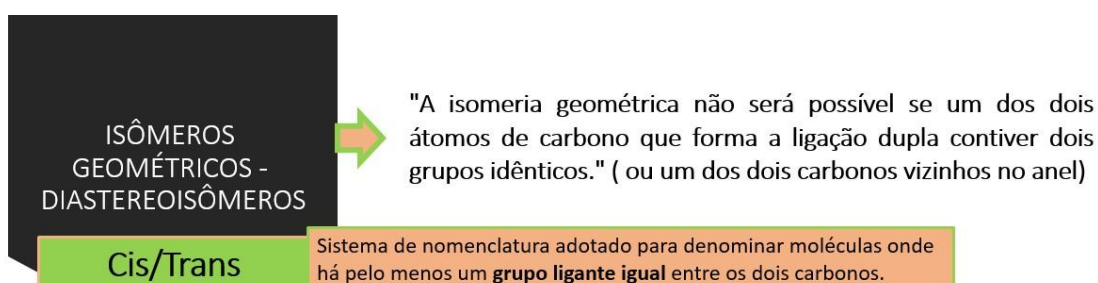 ISÔMEROS
GEOMÉTRICOS -
DIASTEREOISÔMEROS
"A isomeria geométrica não será possível se um dos dois
átomos de carbono que forma a ligação dupla contiver dois
grupos idênticos." ( ou um dos dois carbonos vizinhos no anel)
Cis/Trans
Sistema de nomenclatura adotado para denominar moléculas onde
há pelo menos um grupo ligante igual entre os dois carbonos.